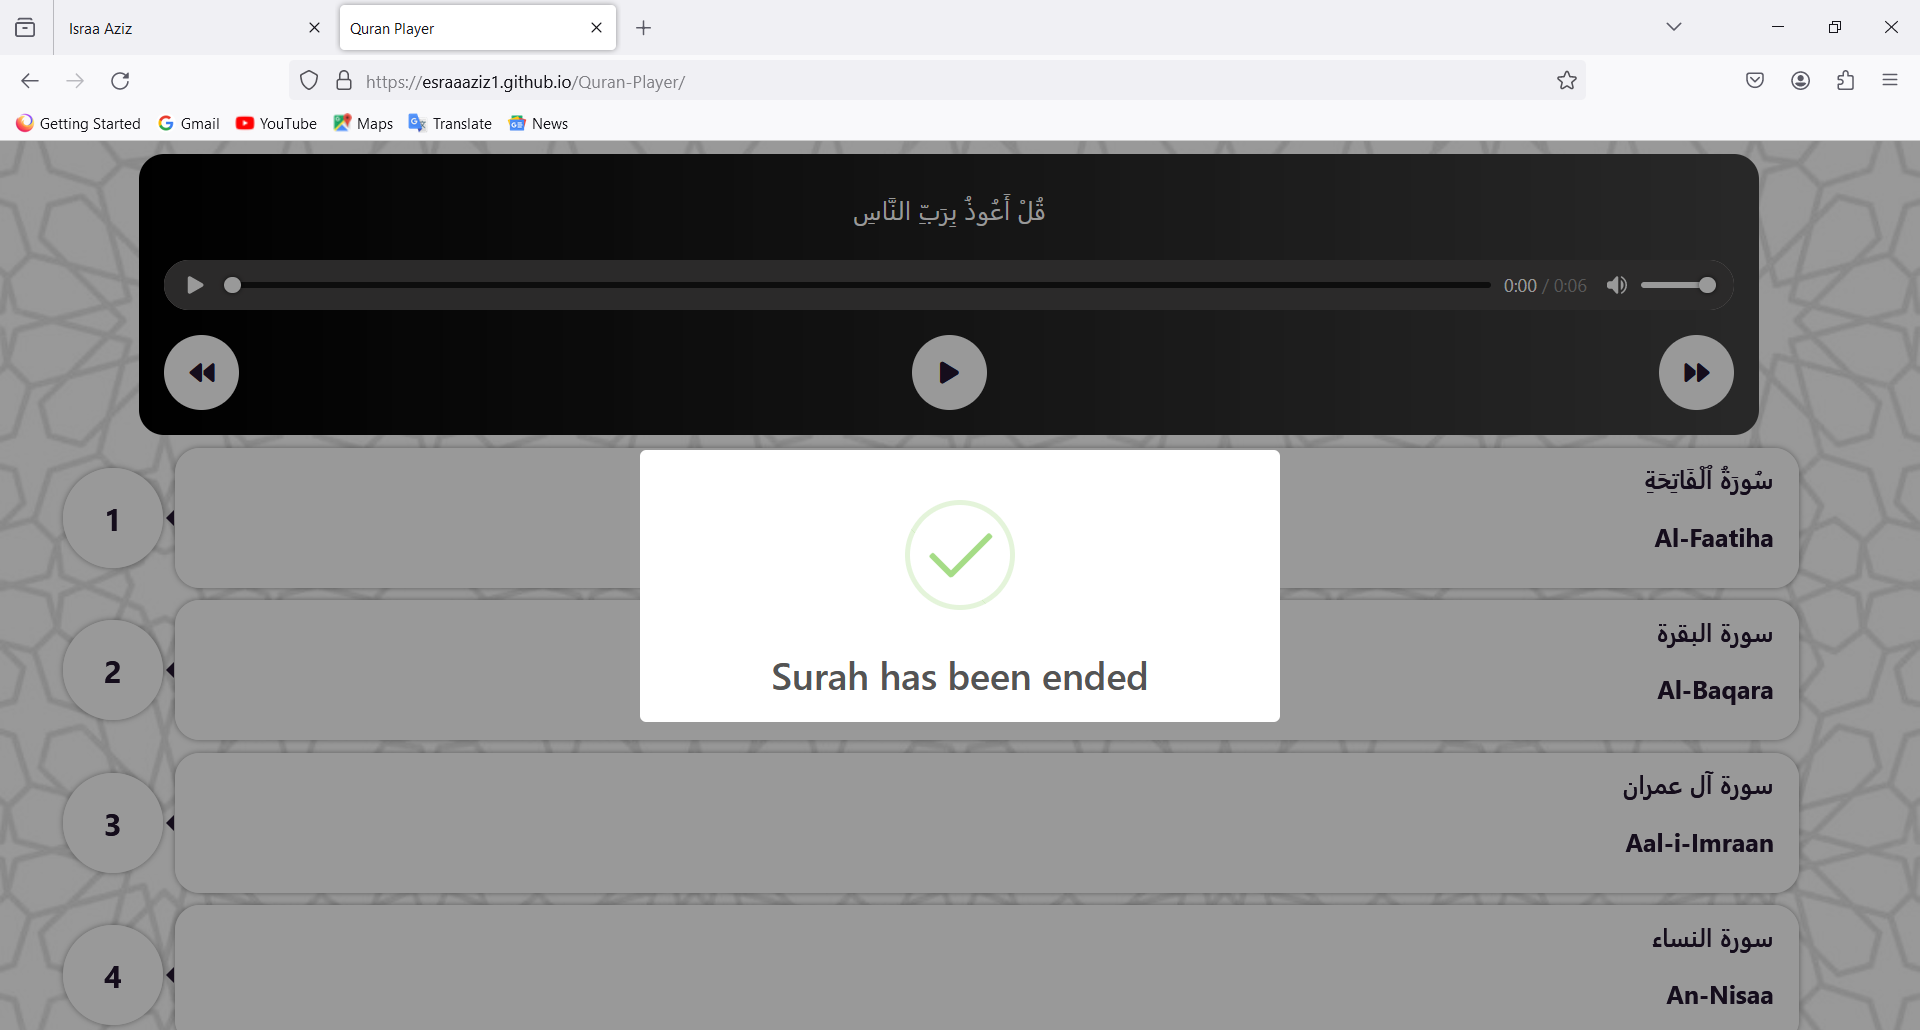 Israa Aziz
Quran Player
https://esraaaziz1.github.io/Quran-Player/
Getting Started
Gmail
YouTube
Maps
Translate
News
قُلْ أَعُوذُ بِرَبِّ النَّاسِ
0:00 / 0:06
1
سُورَةُ ٱلْفَاتِحَةِ
Al-Faatiha
Surah has been ended
2
سورة البقرة
Al-Baqara
3
سورة آل عمران
Aal-i-Imraan
4
سورة النساء
An-Nisaa